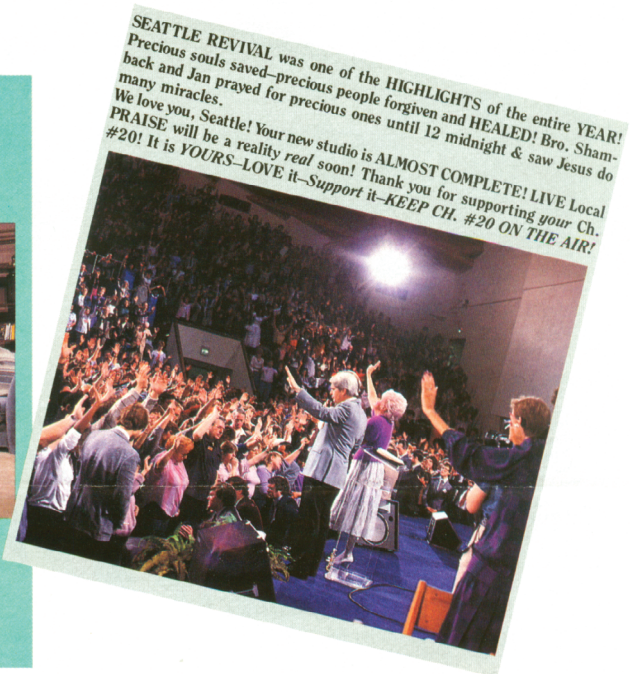 SEATTLE REVIVAL was one of the HIGHLIGHTS of the entire YEAR!
Precious souls saved–precious people forgiven and HEALED! Bro. Sham-
back and Jan prayed for precious ones until 12 midnight & saw Jesus do
many miracles.
We love you, Seattle! Your new studio is ALMOST COMPLETE! LIVE Local
PRAISE will be a reality real soon! Thank you for supporting your Ch.
#20! It is YOURS–LOVE it–Support it–KEEP CH. #20 ON THE AIR!